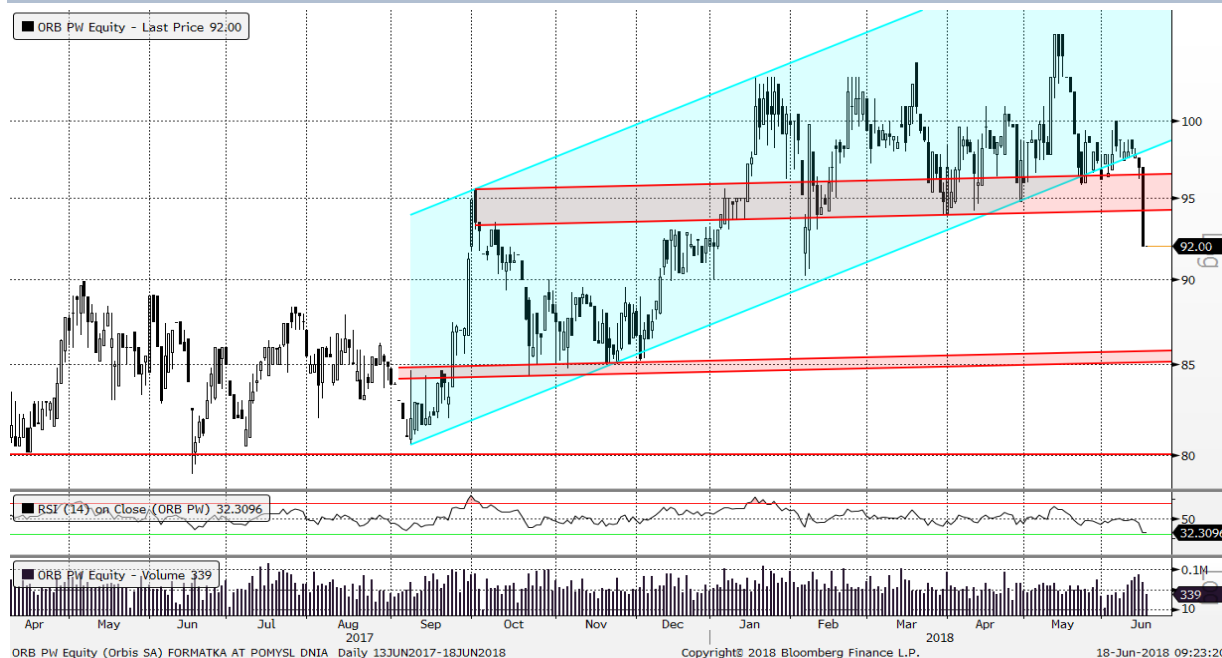 ORB PW Equity - Last Price 92.00
100
95
92.00
90
85
80
RSI (14) on Close (ORB PW) 32.3096
50
32.3096
ORB PW Equity - Volume 339
0.1M
339
10
Apr May Jun Jul Aug Sep Oct Nov Dec Jan Feb Mar Apr May Jun
2017 2018
ORB PW Equity (Orbis SA) FORMATKA AT POMYSL DNIA Daily 13JUN2017-18JUN2018 Copyright© 2018 Bloomberg Finance L.P. 18-Jun-2018 09:23:20